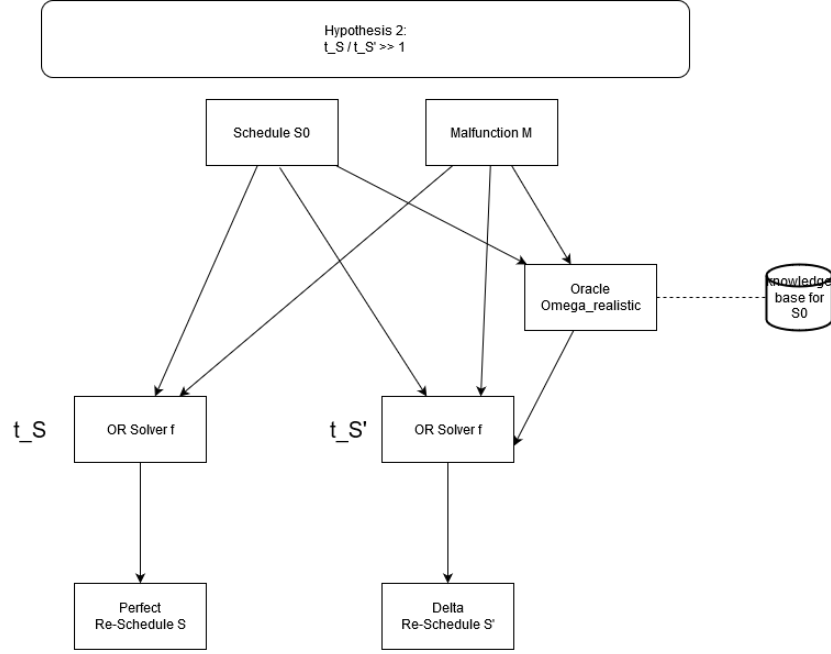 Hypothesis 2:
t_S / t_S' >> 1
Schedule S0
Malfunction M
Oracle
Omega_realistic
knowledge
base for
S0
t_S
OR Solver f
t_S'
OR Solver f
Perfect
Re-Schedule S
Delta
Re-Schedule S'